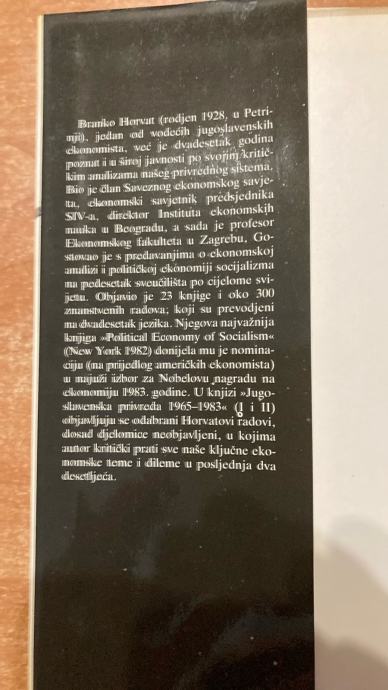 Branko Horvat (rodjen 1928. u Petri-
nji), jedan od vodećih jugoslavenskih
ekonomista, već je dvadesetak godina
poznat i u široj javnosti po svojim kritič-
kim analizama našeg privrednog sistema.
Bio je član Saveznog ekonomskog savje-
ta, ekonomski savjetnik predsjednika
SIV-a, direktor Instituta ekonomskih
nauka u Beogradu, a sada je profesor
Ekonomskog fakulteta u Zagrebu. Go-
stovao je s predavanjima o ekonomskoj
analizi i političkoj ekonomiji socijalizma
na pedesetak sveučilišta po cijelome svi-
jetu. Objavio je 23 knjige i oko 300
znanstvenih radova; koji su prevodjeni
na dvadesetak jezika. Njegova najvažnija
knjiga »Political Economy of Socialism«
(New York 1982) donijela mu je nomina-
ciju (na prijedlog američkih ekonomista)
u najuži izbor za Nobelovu nagradu na
ekonomiju 1983. godine. U knjizi »Jugo-
slavenska privreda 1965–1983« (I i II)
objavljuju se odabrani Horvatovi radovi,
dosad djelomice neobjavljeni, u kojima
autor kritički prati sve naše ključne eko-
nomske teme i dileme u posljednja dva
desetljeća.